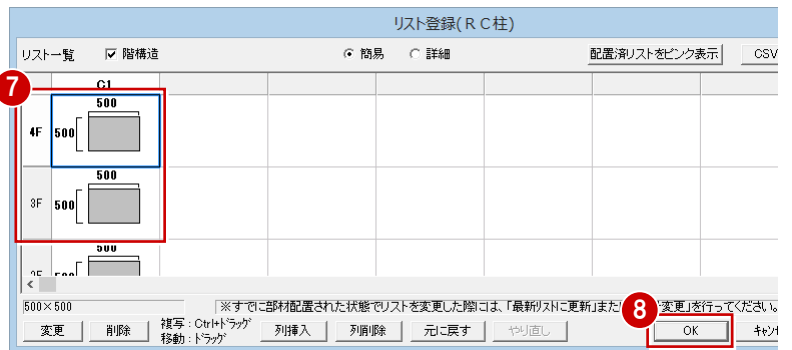 リスト登録(ＲＣ柱)
リスト一覧 階構造 簡易 詳細 配置済リストをピンク表示 CSV
7
C1
500
4F 500
500
3F 500
500
500×500 ※すでに部材配置された状態でリストを変更した際には、「最新リストに更新」また 変更」を行ってください。
8
変更 削除 複写：Ctrl+ドラッグ 列挿入 列削除 元に戻す やり直し OK
移動：ドラッグ